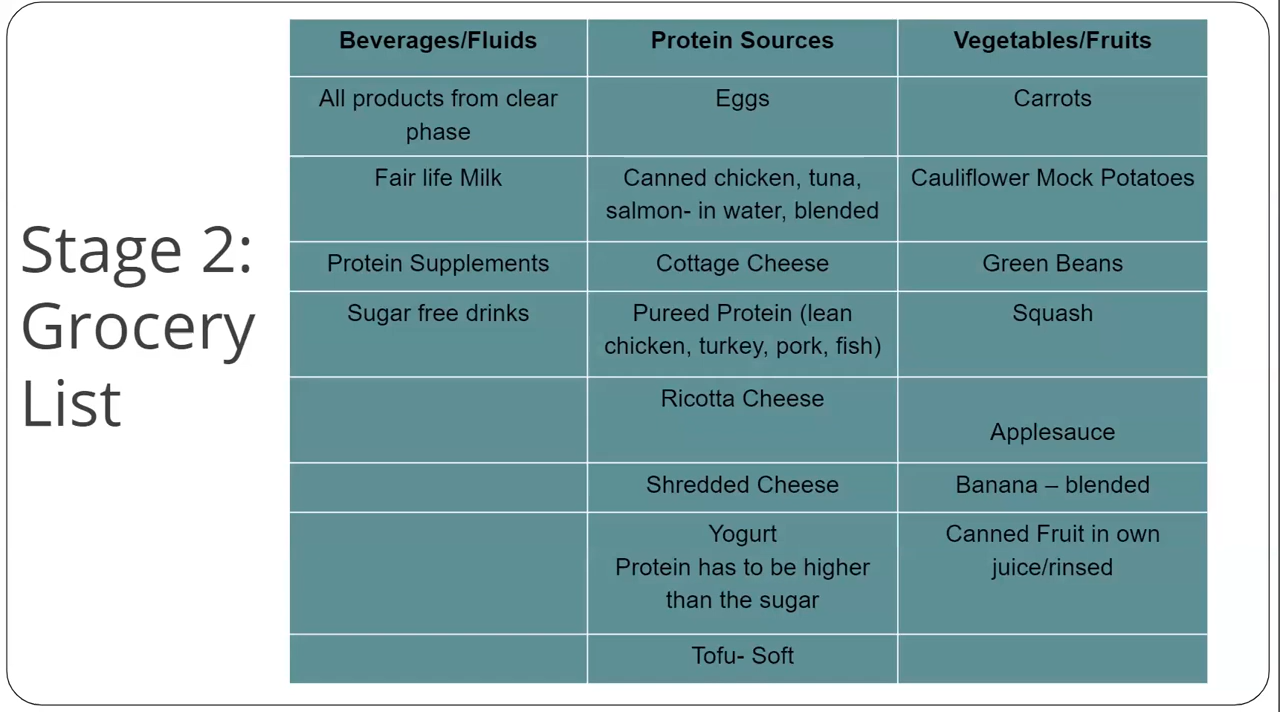 Stage 2:
Grocery
List
Beverages/Fluids
Protein Sources
Vegetables/Fruits
All products from clear
phase
Eggs
Carrots
Fair life Milk
Canned chicken, tuna,
salmon- in water, blended
Cauliflower Mock Potatoes
Protein Supplements
Cottage Cheese
Green Beans
Sugar free drinks
Pureed Protein (lean
chicken, turkey, pork, fish)
Squash
Ricotta Cheese
Applesauce
Shredded Cheese
Banana – blended
Yogurt
Protein has to be higher
than the sugar
Canned Fruit in own
juice/rinsed
Tofu- Soft